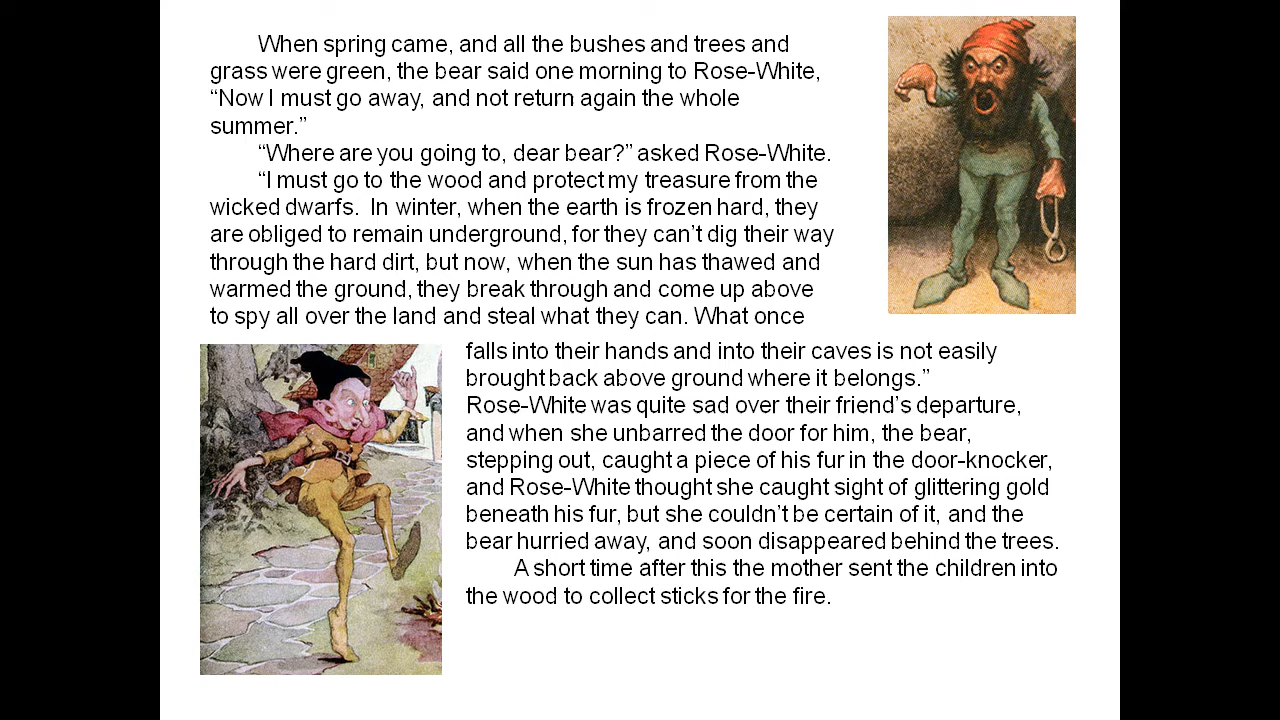 When spring came, and all the bushes and trees and
grass were green, the bear said one morning to Rose-White,
“Now I must go away, and not return again the whole
summer.”
“Where are you going to, dear bear?” asked Rose-White.
“I must go to the wood and protect my treasure from the
wicked dwarfs.  In winter, when the earth is frozen hard, they
are obliged to remain underground, for they can’t dig their way
through the hard dirt, but now, when the sun has thawed and
warmed the ground, they break through and come up above
to spy all over the land and steal what they can. What once
falls into their hands and into their caves is not easily
brought back above ground where it belongs.”
Rose-White was quite sad over their friend’s departure,
and when she unbarred the door for him, the bear,
stepping out, caught a piece of his fur in the door-knocker,
and Rose-White thought she caught sight of glittering gold
beneath his fur, but she couldn’t be certain of it, and the
bear hurried away, and soon disappeared behind the trees.
A short time after this the mother sent the children into
the wood to collect sticks for the fire.